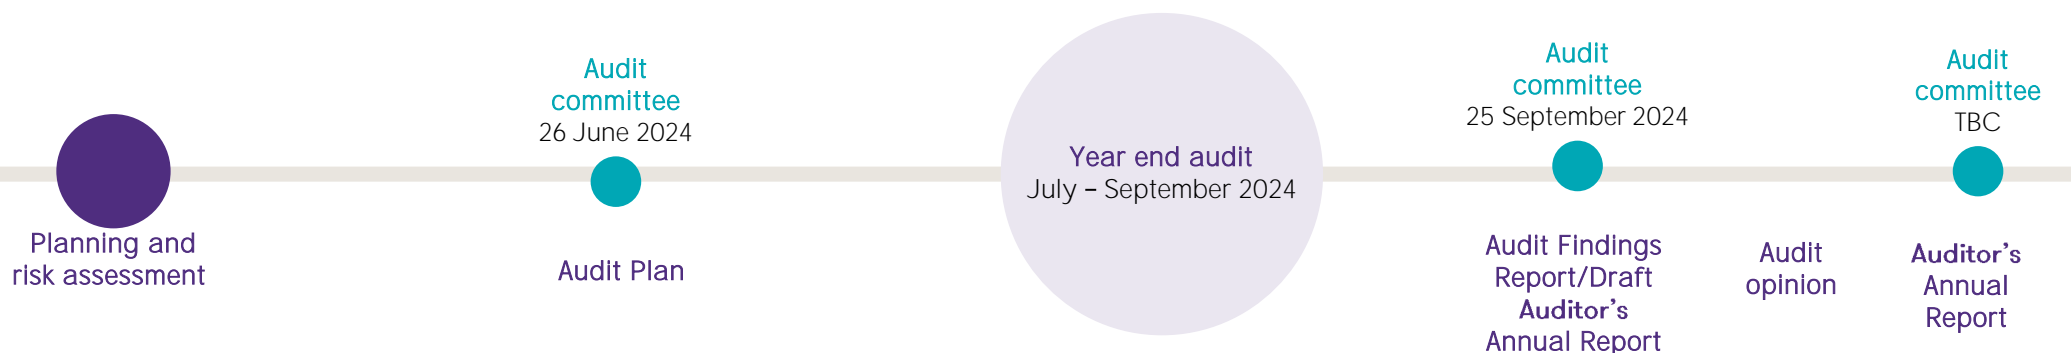 Planning and
risk assessment
Audit
committee
26 June 2024
Audit Plan
Year end audit
July – September 2024
Audit
committee
25 September 2024
Audit Findings
Report/Draft
Auditor’s
Annual Report
Audit
opinion
Audit
committee
TBC
Auditor’s
Annual
Report